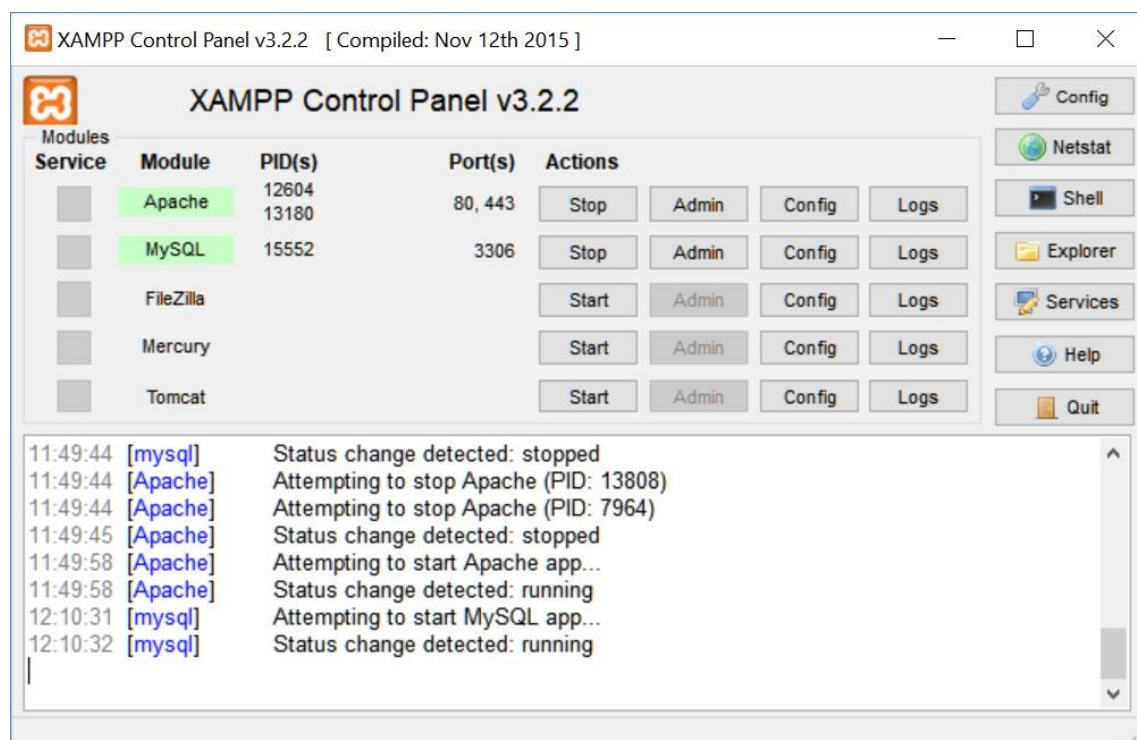 XAMPP Control Panel v3.2.2 [ Compiled: Nov 12th 2015 ]
XAMPP Control Panel v3.2.2
Config
Modules
Netstat
Service Module PID(s) Port(s) Actions
Apache 12604 13180 80, 443 Stop Admin Config Logs
Shell
MySQL 15552 3306 Stop Admin Config Logs
Explorer
FileZilla Start Admin Config Logs
Services
Mercury Start Admin Config Logs
Help
Tomcat Start Admin Config Logs
Quit
11:49:44 [mysql] Status change detected: stopped
11:49:44 [Apache] Attempting to stop Apache (PID: 13808)
11:49:44 [Apache] Attempting to stop Apache (PID: 7964)
11:49:45 [Apache] Status change detected: stopped
11:49:58 [Apache] Attempting to start Apache app...
11:49:58 [Apache] Status change detected: running
12:10:31 [mysql] Attempting to start MySQL app...
12:10:32 [mysql] Status change detected: running